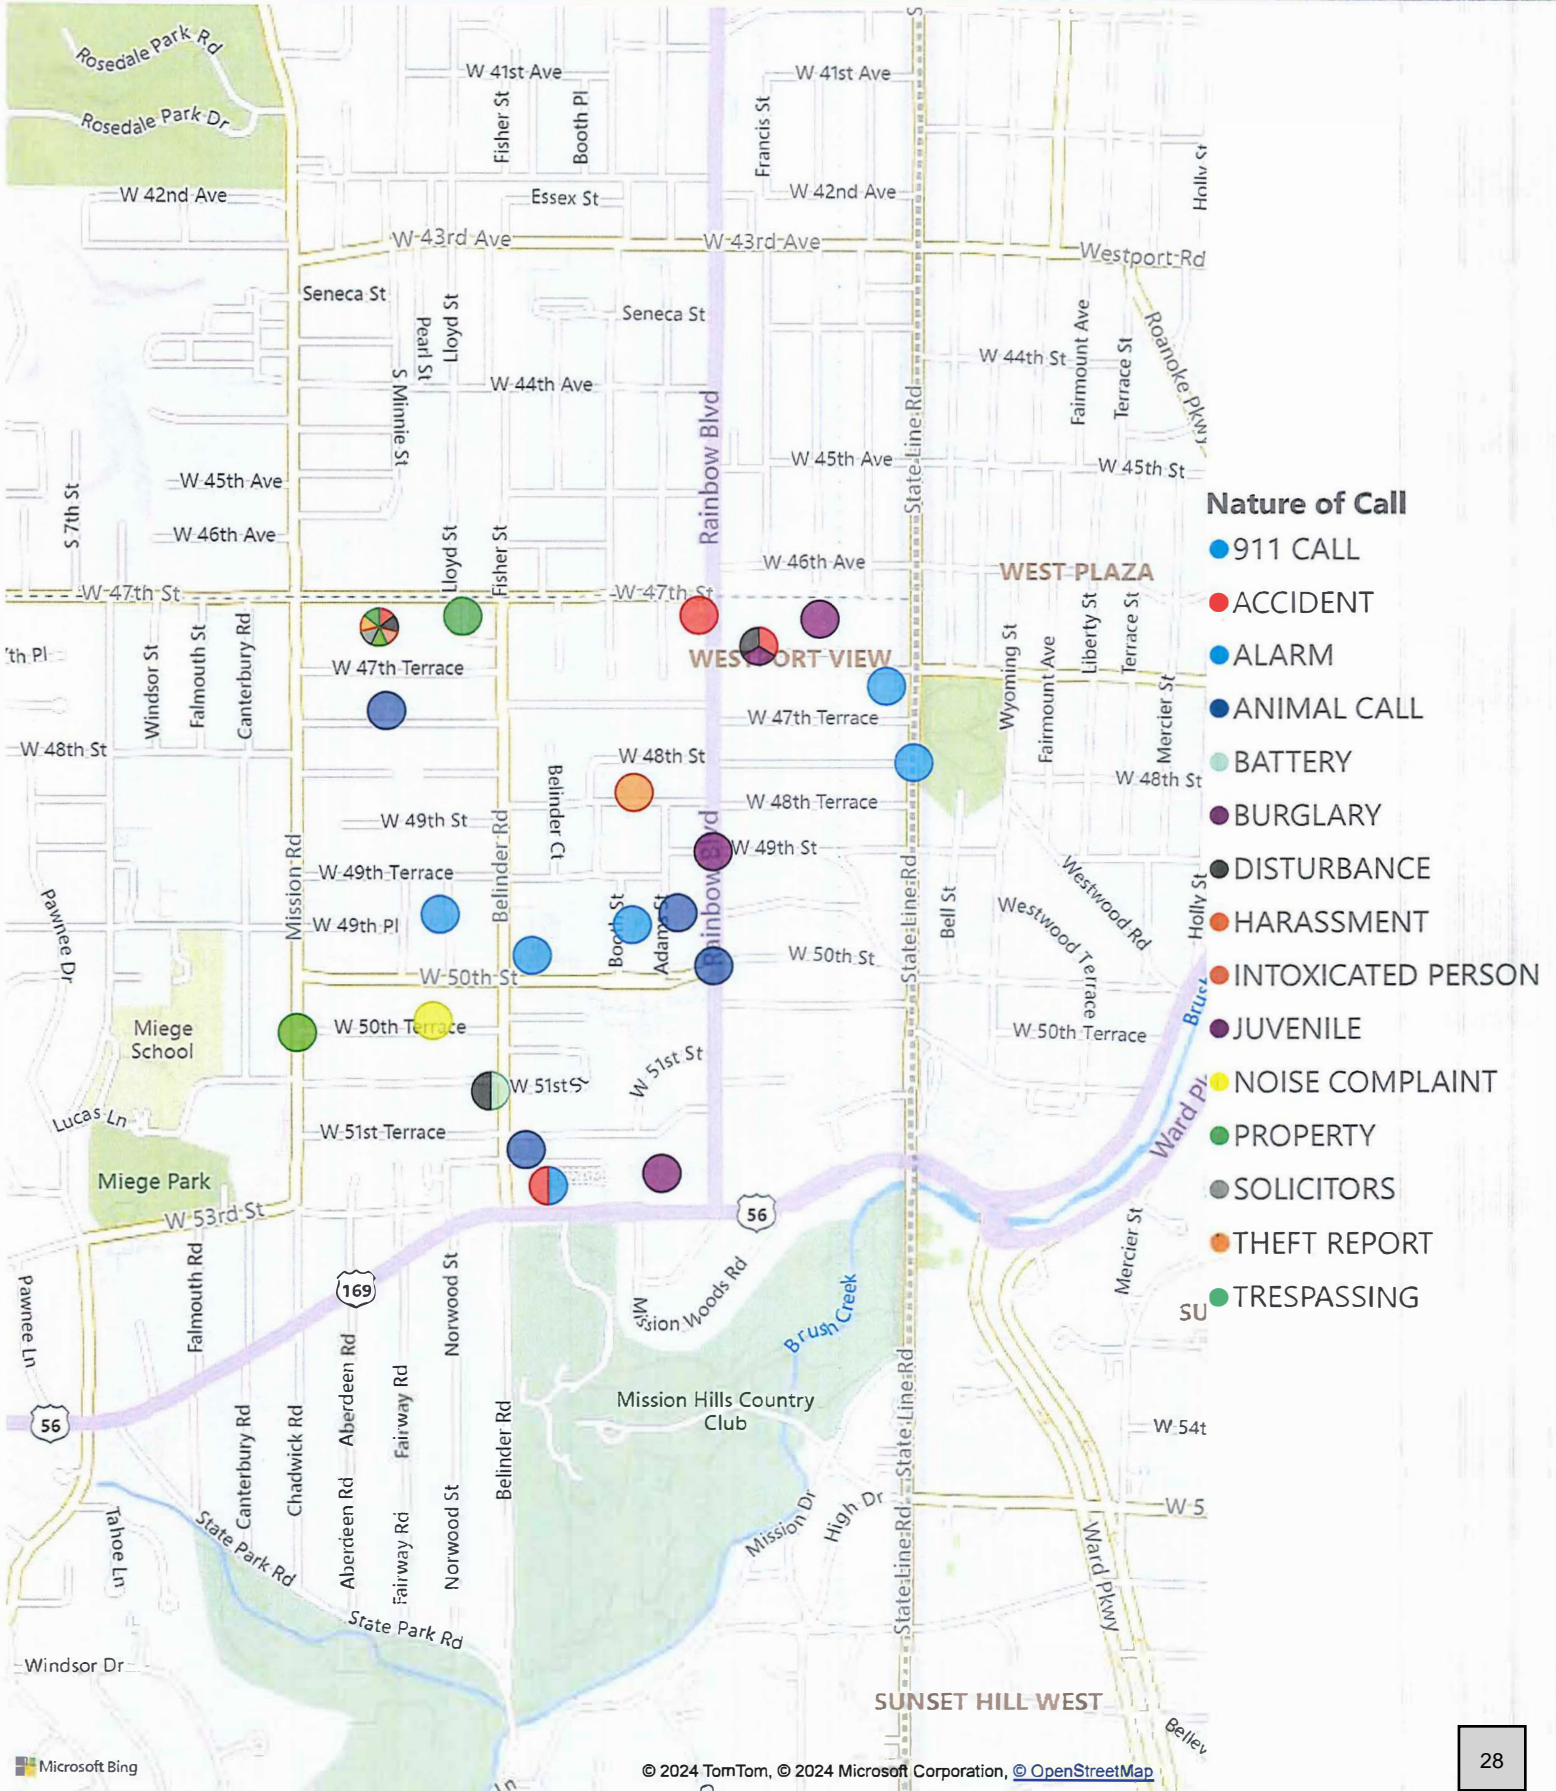 Rosedale Park Rd
Rosedale Park Dr
W 41st Ave
W 41st Ave
Fisher St
Booth Pl
Francis St
Holly St
W 42nd Ave
Essex St
W 42nd Ave
W 43rd Ave
W 43rd Ave
Westport Rd
Seneca St
Pearl St
Lloyd St
Seneca St
Fairmount Ave
Terrace St
Roanoke Pkwy
W 44th St
S Minnie St
W 44th Ave
Rainbow Blvd
State Line Rd
W 45th Ave
W 45th St
S 7th St
W 45th Ave
W 46th Ave
Lloyd St
Fisher St
W 46th Ave
WEST PLAZA
W 47th St
W 47th St
'th Pl
Windsor St
Falmouth St
Canterbury Rd
W 47th Terrace
WESTPORT VIEW
Wyoming St
Fairmount Ave
Liberty St
Terrace St
Mercier St
W 47th Terrace
W 48th St
W 48th St
W 48th St
Belinder Ct
W 48th Terrace
W 49th St
Mission Rd
Belinder Rd
W 49th St
Rainbow Blvd
W 49th Terrace
State Line Rd
Bell St
Westwood Rd
Westwood Terrace
Holly St
Pawnee Dr
W 49th Pl
Booth St
Adams St
W 50th St
W 50th St
Brush
Miege
School
W 50th Terrace
W 50th Terrace
W 51st St
W 51st St
Lucas Ln
W 51st Terrace
Ward Pl
Miege Park
W 53rd St
56
Mercier St
Pawnee Ln
Falmouth Rd
169
Norwood St
Mission Woods Rd
Brush Creek
SU
56
Canterbury Rd
Chadwick Rd
Aberdeen Rd
Fairway Rd
Belinder Rd
Mission Hills Country
Club
State Line Rd
W 54t
Tahoe Ln
State Park Rd
Aberdeen Rd
Fairway Rd
Norwood St
Mission Dr
High Dr
State Line Rd
W 5
Ward Pkwy
State Park Rd
Windsor Dr
SUNSET HILL WEST
Bellev
Nature of Call
911 CALL
ACCIDENT
ALARM
ANIMAL CALL
BATTERY
BURGLARY
DISTURBANCE
HARASSMENT
INTOXICATED PERSON
JUVENILE
NOISE COMPLAINT
PROPERTY
SOLICITORS
THEFT REPORT
TRESPASSING
Microsoft Bing
© 2024 TomTom, © 2024 Microsoft Corporation, © OpenStreetMap
28